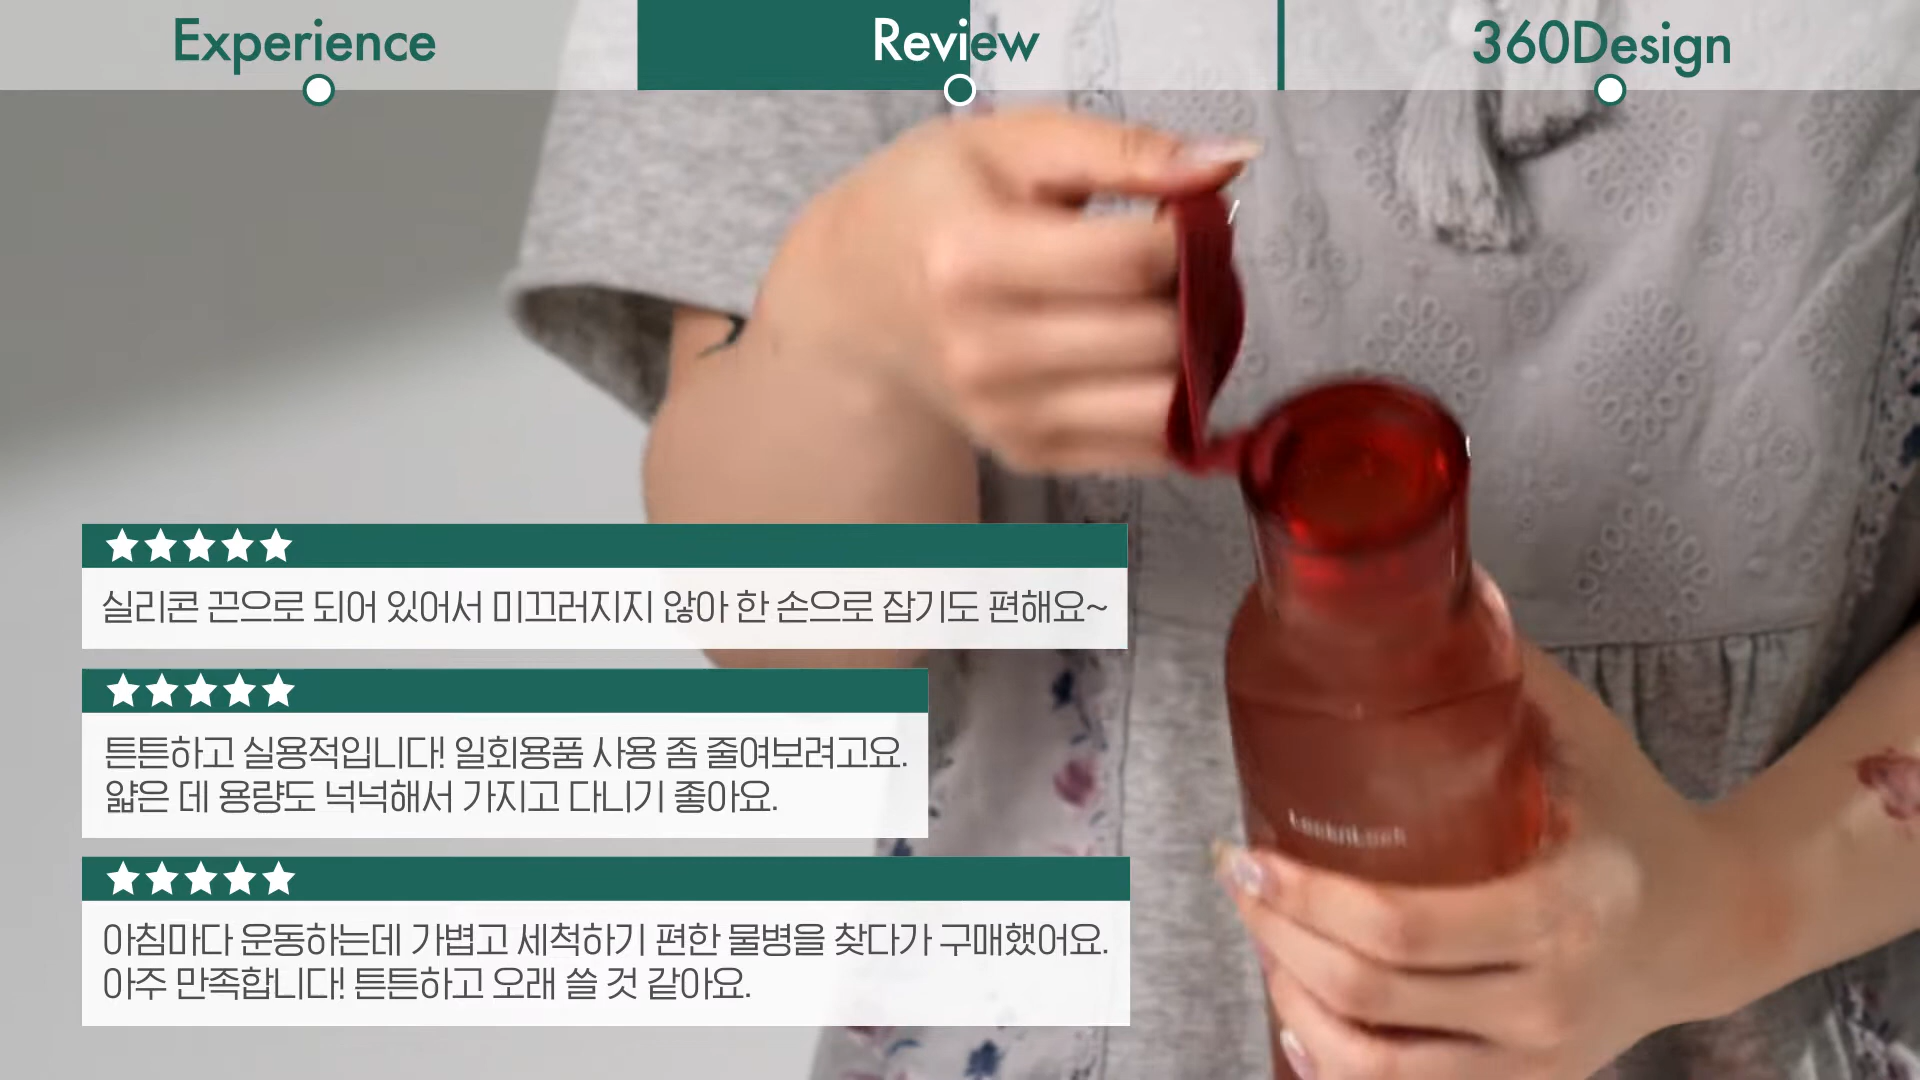 Experience
Review
360Design
실리콘 끈으로 되어 있어서 미끄러지지 않아 한 손으로 잡기도 편해요~
튼튼하고 실용적입니다! 일회용품 사용 좀 줄여보려고요.
얇은 데 용량도 넉넉해서 가지고 다니기 좋아요.
LocknLock
아침마다 운동하는데 가볍고 세척하기 편한 물병을 찾다가 구매했어요.
아주 만족합니다! 튼튼하고 오래 쓸 것 같아요.